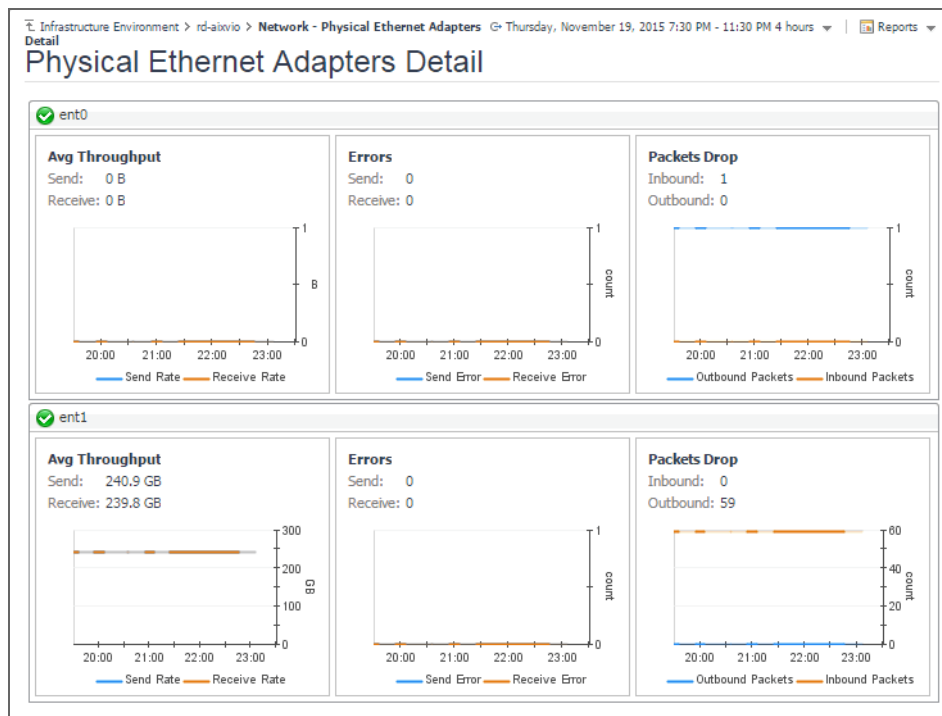 Infrastructure Environment > rd-aixvio > Network - Physical Ethernet Adapters Thursday, November 19, 2015 7:30 PM - 11:30 PM 4 hours Reports
Detail
Physical Ethernet Adapters Detail
ent0
Avg Throughput
Send: 0 B
Receive: 0 B
1
B
0
20:00 21:00 22:00 23:00
Send Rate Receive Rate
Errors
Send: 0
Receive: 0
1
count
0
20:00 21:00 22:00 23:00
Send Error Receive Error
Packets Drop
Inbound: 1
Outbound: 0
1
count
0
20:00 21:00 22:00 23:00
Outbound Packets Inbound Packets
ent1
Avg Throughput
Send: 240.9 GB
Receive: 239.8 GB
300
200
GB
100
0
20:00 21:00 22:00 23:00
Send Rate Receive Rate
Errors
Send: 0
Receive: 0
1
count
0
20:00 21:00 22:00 23:00
Send Error Receive Error
Packets Drop
Inbound: 0
Outbound: 59
60
40
count
20
0
20:00 21:00 22:00 23:00
Outbound Packets Inbound Packets